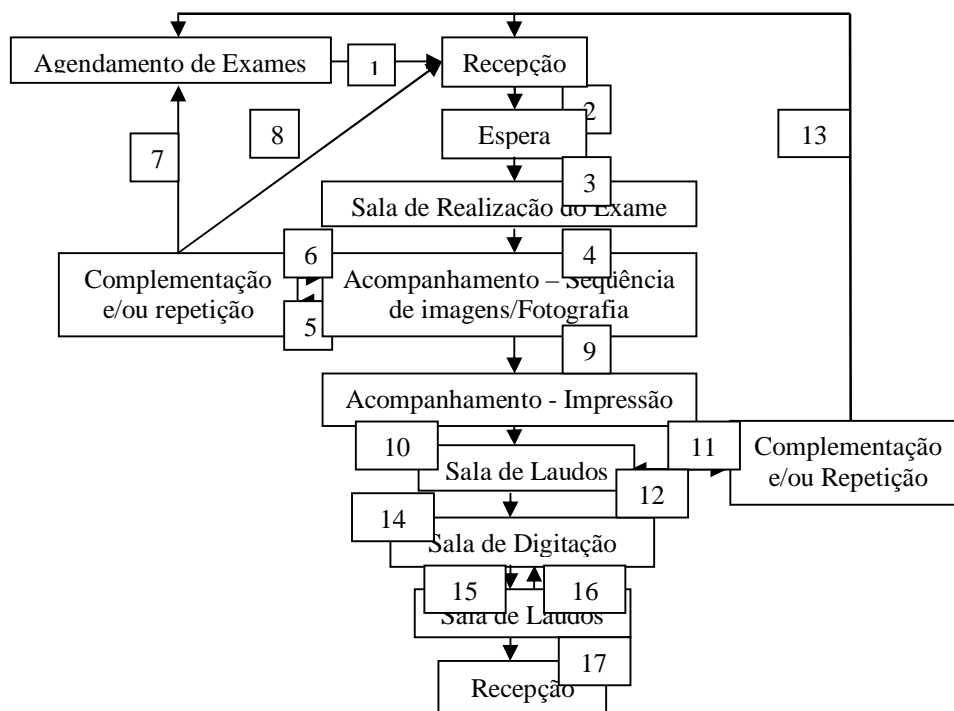 Agendamento de Exames
1
Recepção
2
Espera
7
8
13
3
Sala de Realização do Exame
6
4
Complementação
e/ou repetição
5
Acompanhamento – Seqüência
de imagens/Fotografia
9
Acompanhamento - Impressão
10
Sala de Laudos
11
12
Complementação
e/ou Repetição
14
Sala de Digitação
15
16
Sala de Laudos
17
Recepção